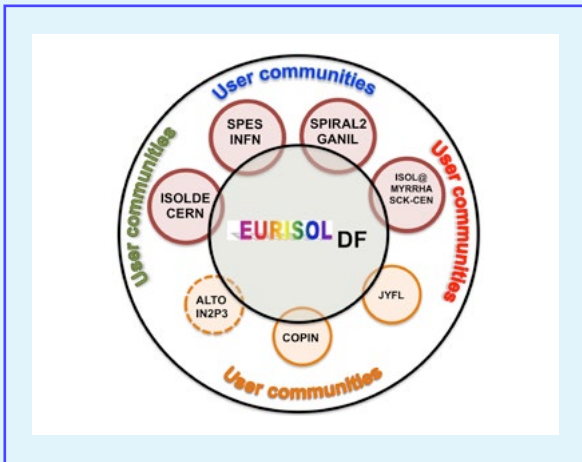 User communities
SPES
INFN
SPIRAL2
GANIL
User communities
ISOLDE
CERN
ISOL@
MYRRHA
SCK-CEN
User communities
EURISOL DF
ALTO
IN2P3
JYFL
COPIN
User communities